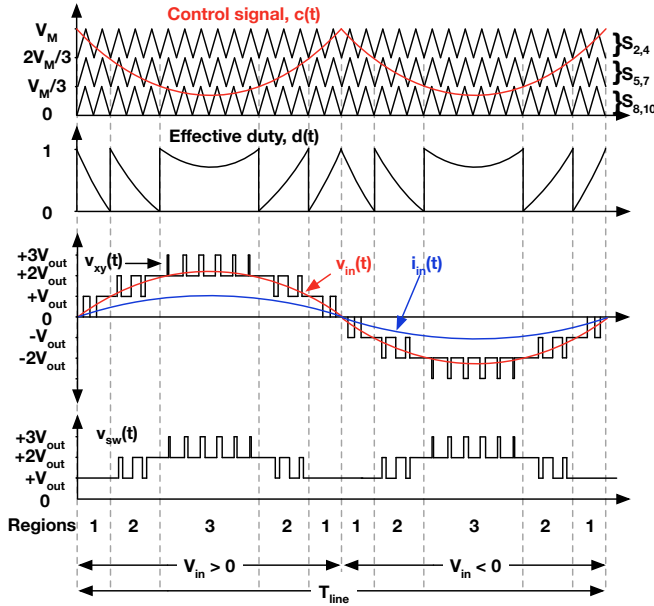 Control signal, c(t)
V_M
2V_M/3
V_M/3
0
}S_2,4
}S_5,7
}S_8,10
Effective duty, d(t)
1
0
+3V_out
+2V_out
+V_out
0
-V_out
-2V_out
v_xy(t)
v_in(t)
i_in(t)
+3V_out
+2V_out
+V_out
0
v_sw(t)
Regions 1 2 3 2 1 1 2 3 2 1
V_in > 0 V_in < 0
T_line